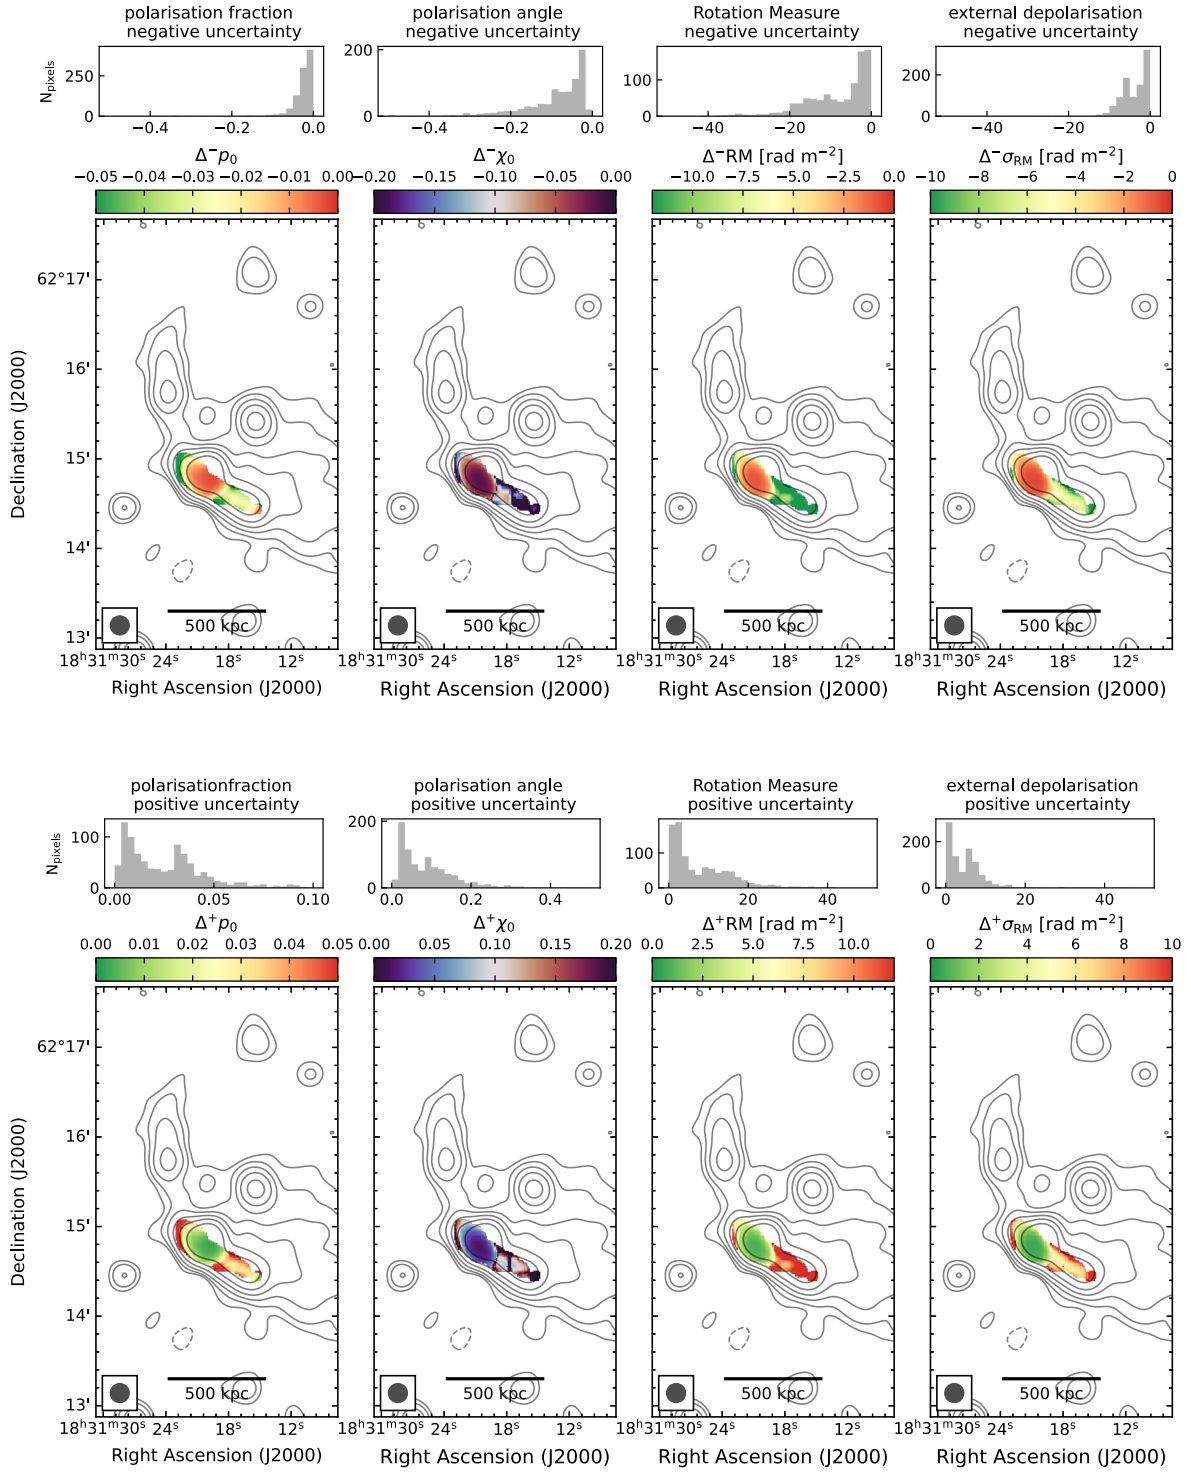 polarisation fraction
negative uncertainty
polarisation angle
negative uncertainty
Rotation Measure
negative uncertainty
external depolarisation
negative uncertainty
N_pixels
250
0
200
0
100
0
200
0
−0.4 −0.2 0.0
−0.4 −0.2 0.0
−40 −20 0
−40 −20 0
Δ⁻p₀
Δ⁻χ₀
Δ⁻RM [rad m⁻²]
Δ⁻σ_RM [rad m⁻²]
−0.05 −0.04 −0.03 −0.02 −0.01 0.00
−0.20 −0.15 −0.10 −0.05 0.00
−10.0 −7.5 −5.0 −2.5 0.0
−10 −8 −6 −4 −2 0
Declination (J2000)
62°17'
16'
15'
14'
13'
500 kpc
500 kpc
500 kpc
500 kpc
18ʰ31ᵐ30ˢ 24ˢ 18ˢ 12ˢ
18ʰ31ᵐ30ˢ 24ˢ 18ˢ 12ˢ
18ʰ31ᵐ30ˢ 24ˢ 18ˢ 12ˢ
18ʰ31ᵐ30ˢ 24ˢ 18ˢ 12ˢ
Right Ascension (J2000)
Right Ascension (J2000)
Right Ascension (J2000)
Right Ascension (J2000)
polarisationfraction
positive uncertainty
polarisation angle
positive uncertainty
Rotation Measure
positive uncertainty
external depolarisation
positive uncertainty
N_pixels
100
0
200
0
100
0
200
0
0.00 0.05 0.10
0.0 0.2 0.4
0 20 40
0 20 40
Δ⁺p₀
Δ⁺χ₀
Δ⁺RM [rad m⁻²]
Δ⁺σ_RM [rad m⁻²]
0.00 0.01 0.02 0.03 0.04 0.05
0.00 0.05 0.10 0.15 0.20
0.0 2.5 5.0 7.5 10.0
0 2 4 6 8 10
Declination (J2000)
62°17'
16'
15'
14'
13'
500 kpc
500 kpc
500 kpc
500 kpc
18ʰ31ᵐ30ˢ 24ˢ 18ˢ 12ˢ
18ʰ31ᵐ30ˢ 24ˢ 18ˢ 12ˢ
18ʰ31ᵐ30ˢ 24ˢ 18ˢ 12ˢ
18ʰ31ᵐ30ˢ 24ˢ 18ˢ 12ˢ
Right Ascension (J2000)
Right Ascension (J2000)
Right Ascension (J2000)
Right Ascension (J2000)